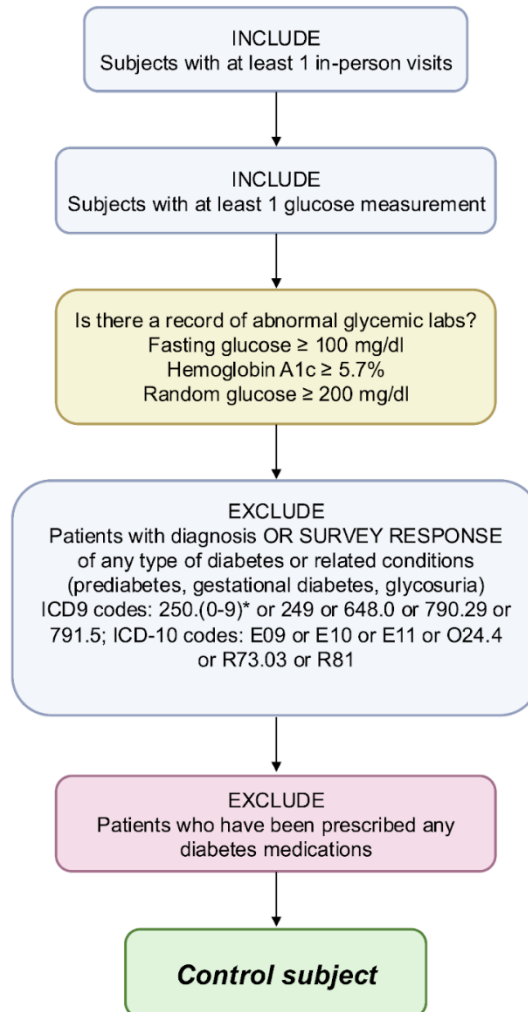 INCLUDE
Subjects with at least 1 in-person visits
INCLUDE
Subjects with at least 1 glucose measurement
Is there a record of abnormal glycemic labs?
Fasting glucose ≥ 100 mg/dl
Hemoglobin A1c ≥ 5.7%
Random glucose ≥ 200 mg/dl
EXCLUDE
Patients with diagnosis OR SURVEY RESPONSE
of any type of diabetes or related conditions
(prediabetes, gestational diabetes, glycosuria)
ICD9 codes: 250.(0-9)* or 249 or 648.0 or 790.29 or
791.5; ICD-10 codes: E09 or E10 or E11 or O24.4
or R73.03 or R81
EXCLUDE
Patients who have been prescribed any
diabetes medications
Control subject